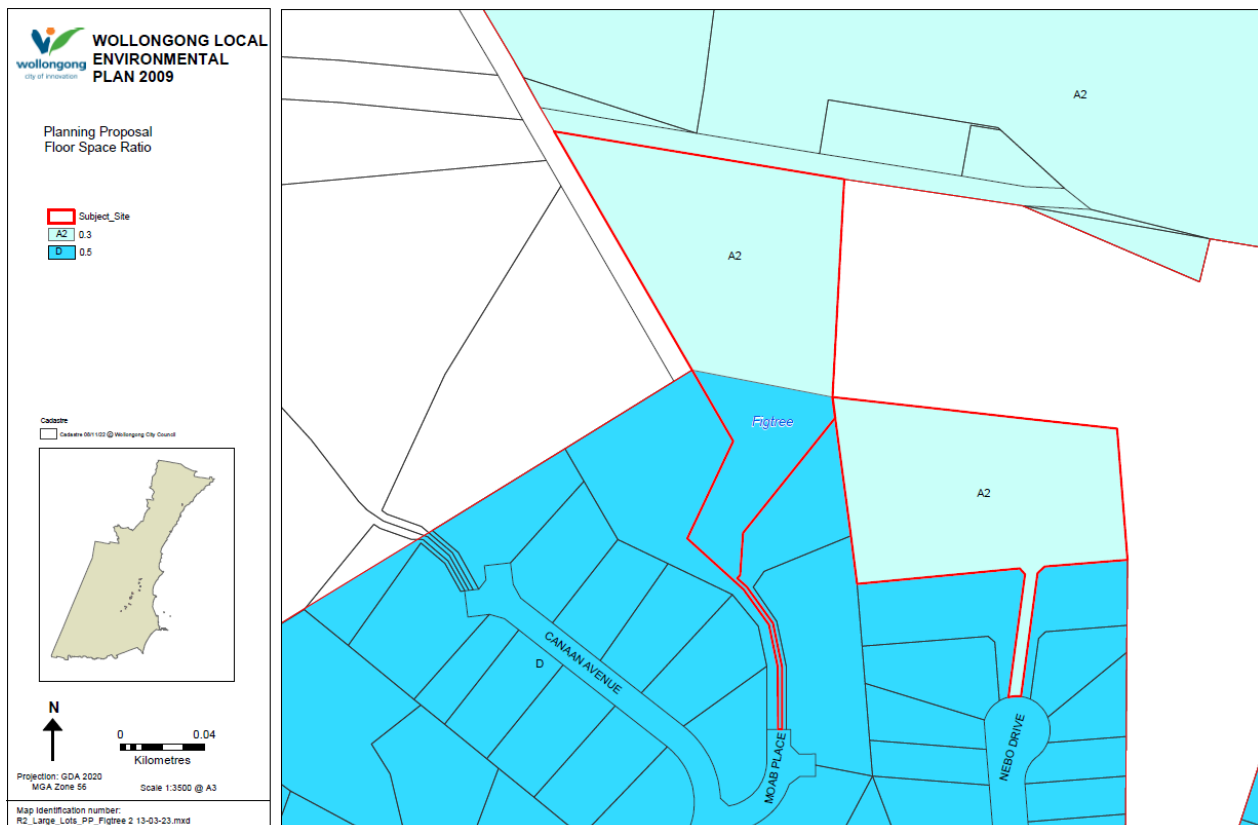 wollongong
city of innovation
WOLLONGONG LOCAL
ENVIRONMENTAL
PLAN 2009
Planning Proposal
Floor Space Ratio
Subject_Site
A2 0.3
D 0.5
Cadastre
Cadastre 08/11/22 @ Wollongong City Council
N
0 0.04
Kilometres
Projection: GDA 2020
MGA Zone 56
Scale 1:3500 @ A3
Map Identification number:
R2_Large_Lots_PP_Figtree 2 13-03-23.mxd
A2
A2
Figtree
A2
CANAAN AVENUE
D
MOAB PLACE
NEBO DRIVE